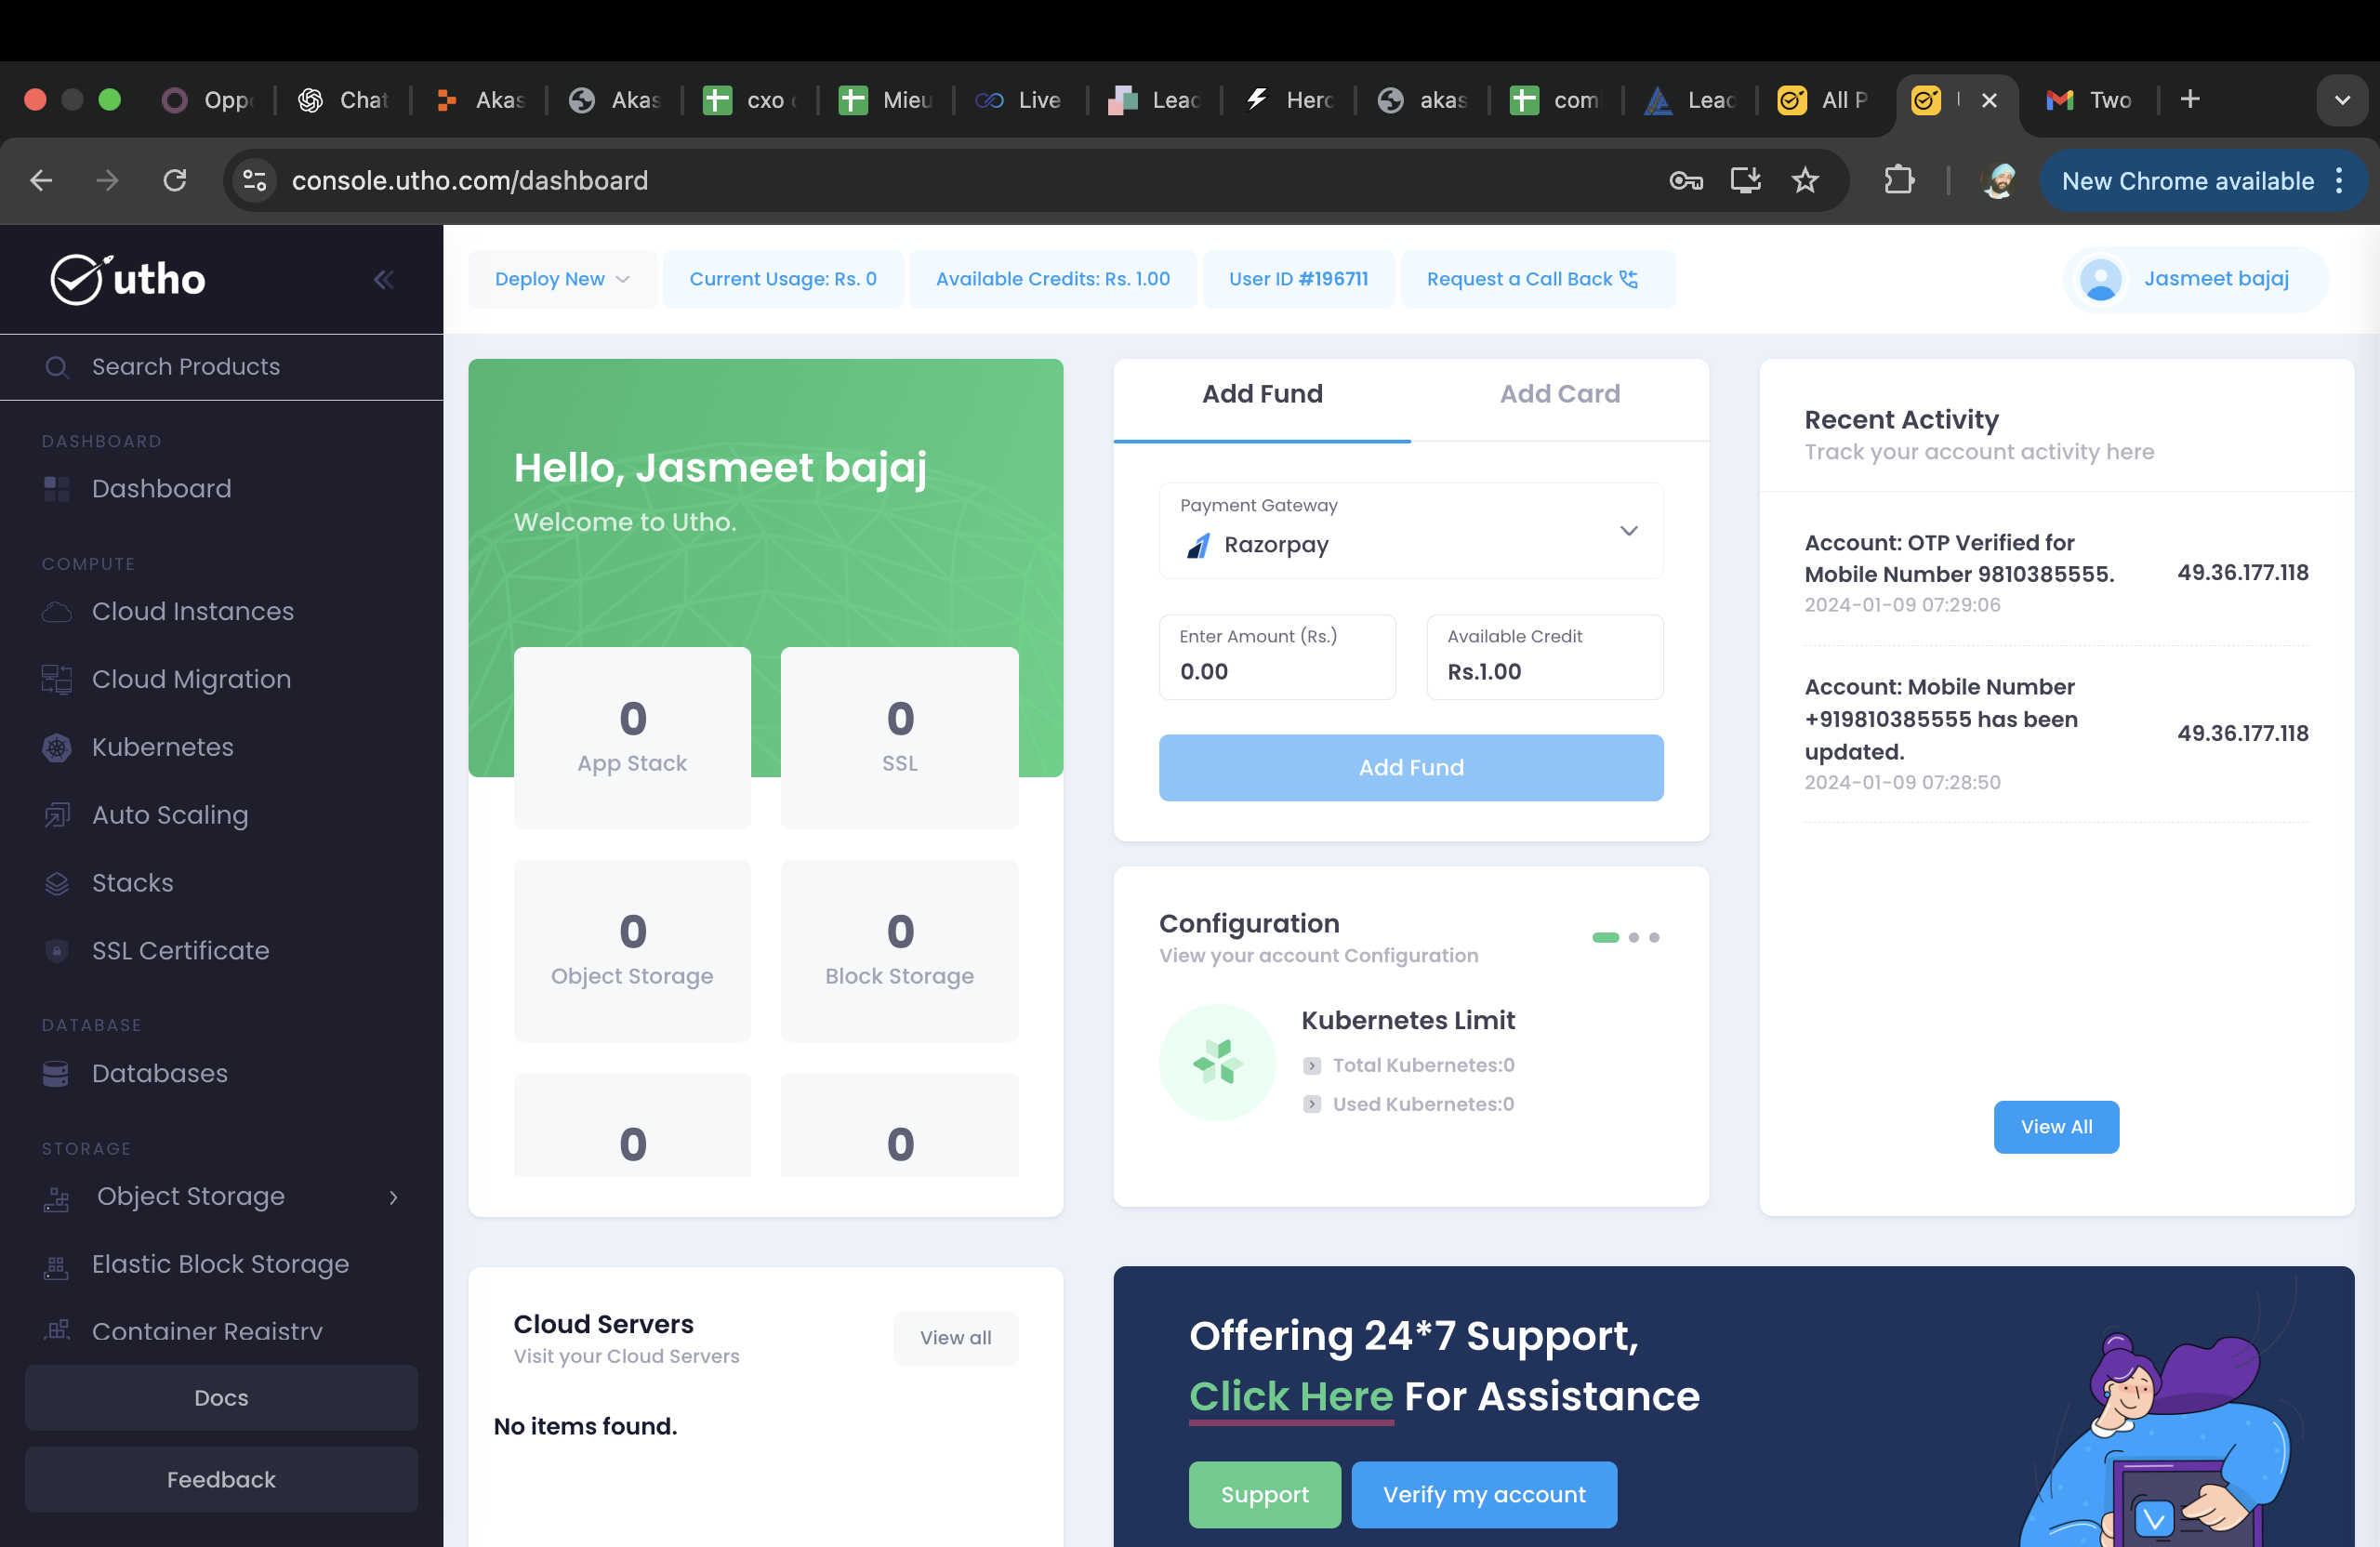 Oppo
Chat
Akas
Akas
cxo
Mieu
Live
Leac
Hero
akas
com
Leac
All P
Two
console.utho.com/dashboard
New Chrome available
utho
Search Products
DASHBOARD
Dashboard
COMPUTE
Cloud Instances
Cloud Migration
Kubernetes
Auto Scaling
Stacks
SSL Certificate
DATABASE
Databases
STORAGE
Object Storage
Elastic Block Storage
Container Registry
Docs
Feedback
Deploy New
Current Usage: Rs. 0
Available Credits: Rs. 1.00
User ID #196711
Request a Call Back
Jasmeet bajaj
Hello, Jasmeet bajaj
Welcome to Utho.
0
App Stack
0
SSL
0
Object Storage
0
Block Storage
0
0
Add Fund
Add Card
Payment Gateway
Razorpay
Enter Amount (Rs.)
0.00
Available Credit
Rs.1.00
Add Fund
Configuration
View your account Configuration
Kubernetes Limit
Total Kubernetes:0
Used Kubernetes:0
Recent Activity
Track your account activity here
Account: OTP Verified for
Mobile Number 9810385555.
2024-01-09 07:29:06
49.36.177.118
Account: Mobile Number
+919810385555 has been
updated.
2024-01-09 07:28:50
49.36.177.118
View All
Cloud Servers
Visit your Cloud Servers
View all
No items found.
Offering 24*7 Support,
Click Here For Assistance
Support
Verify my account